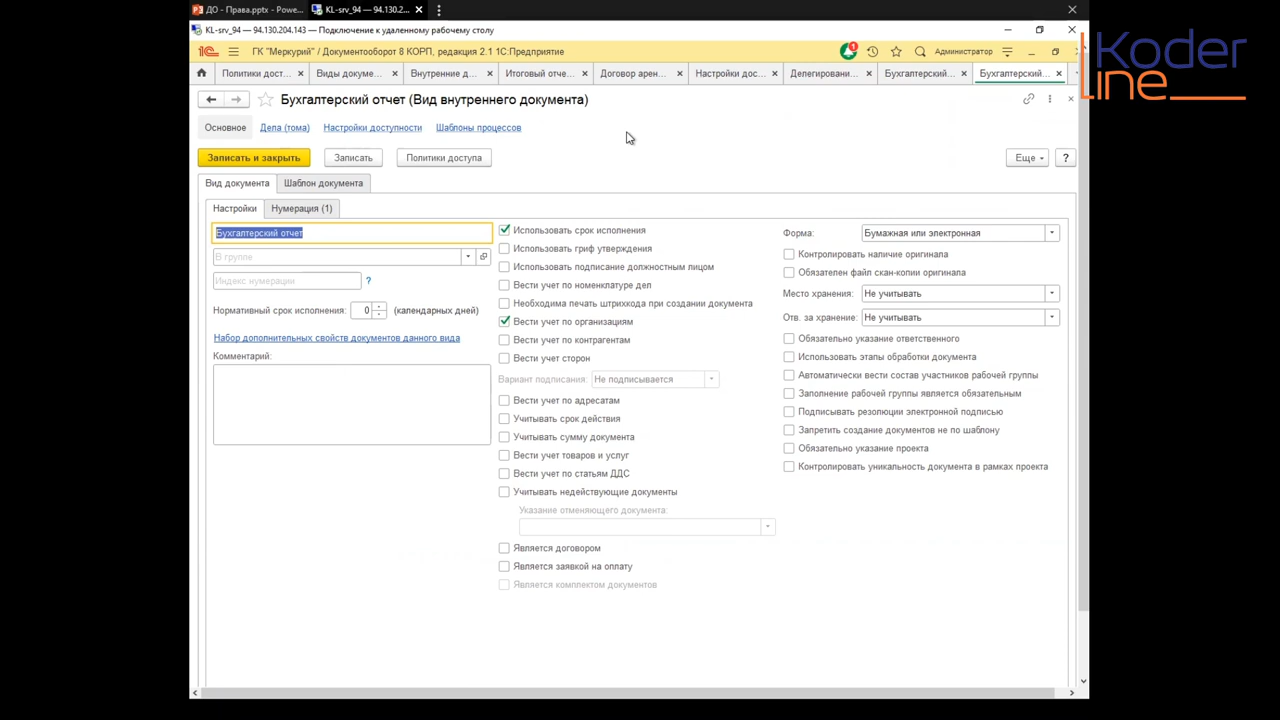 ДО - Права.pptx - Powe...
KL-srv_94 — 94.130.2...
KL-srv_94 — 94.130.204.143 — Подключение к удаленному рабочему столу
ГК "Меркурий" / Документооборот 8 КОРП, редакция 2.1 1С:Предприятие
1
Администратор
Koder
Line
Политики дост...
Виды докуме...
Внутренние д...
Итоговый отче...
Договор арен...
Настройки дос...
Делегировани...
Бухгалтерский...
Бухгалтерский...
Бухгалтерский отчет (Вид внутреннего документа)
Основное
Дела (тома)
Настройки доступности
Шаблоны процессов
Записать и закрыть
Записать
Политики доступа
Еще
?
Вид документа
Шаблон документа
Настройки
Нумерация (1)
Бухгалтерский отчет
В группе
Индекс нумерации
?
Нормативный срок исполнения:
0
(календарных дней)
Набор дополнительных свойств документов данного вида
Комментарий:
Использовать срок исполнения
Использовать гриф утверждения
Использовать подписание должностным лицом
Вести учет по номенклатуре дел
Необходима печать штрихкода при создании документа
Вести учет по организациям
Вести учет по контрагентам
Вести учет сторон
Вариант подписания:
Не подписывается
Вести учет по адресатам
Учитывать срок действия
Учитывать сумму документа
Вести учет товаров и услуг
Вести учет по статьям ДДС
Учитывать недействующие документы
Указание отменяющего документа:
Является договором
Является заявкой на оплату
Является комплектом документов
Форма:
Бумажная или электронная
Контролировать наличие оригинала
Обязателен файл скан-копии оригинала
Место хранения:
Не учитывать
Отв. за хранение:
Не учитывать
Обязательно указание ответственного
Использовать этапы обработки документа
Автоматически вести состав участников рабочей группы
Заполнение рабочей группы является обязательным
Подписывать резолюции электронной подписью
Запретить создание документов не по шаблону
Обязательно указание проекта
Контролировать уникальность документа в рамках проекта